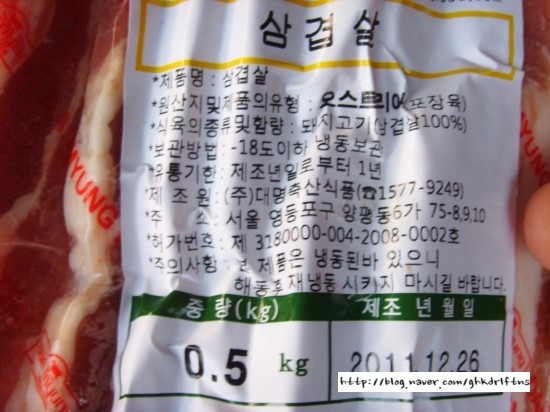 삼겹살
*제품명 : 삼겹살
*원산지및제품의유형 : 오스트리아(포장육)
*식육의종류및함량 : 돼지고기(삼겹살100%)
*보관방법 : -18도이하 냉동보관
*유통기한 : 제조년일로부터 1년
*제 조 원 : (주)대명축산식품(☎1577-9249)
*주 소 : 서울 영등포구 양평동6가 75-8,9,10
*허가번호 : 제 3180000-004-2008-0002호
*주의사항 : 본 제품은 냉동된바 있으니
해동후 재냉동 시키지 마시길 바랍니다.
중량(kg) 제조년월일
0.5 kg 2011.12.26
http://blog.naver.com/ghkdrlftns